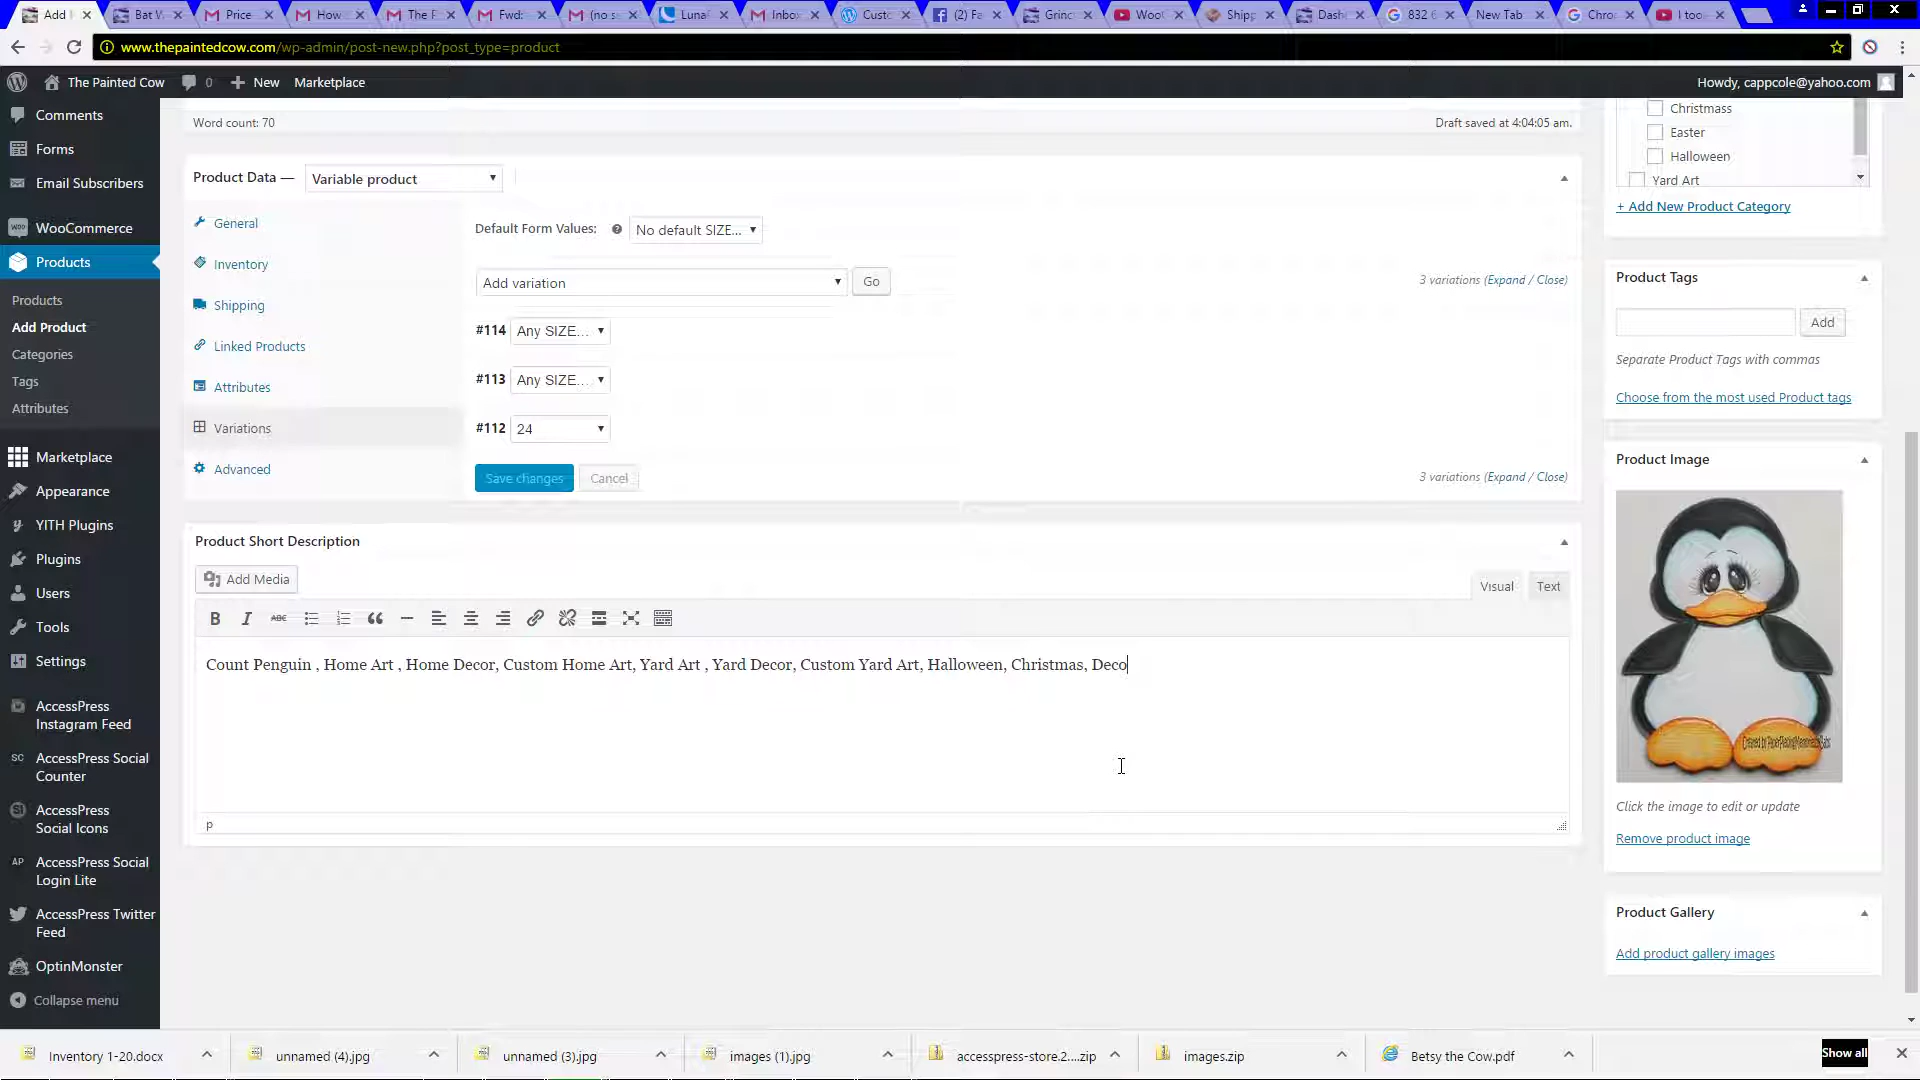 Add
Bat W
Price
How
The F
Fwd:
(no s
Luna
Inbox
Custo
(2) Fa
Grinc
Woo
Shipp
Dash
832 6
New Tab
Chro
I too
www.thepaintedcow.com/wp-admin/post-new.php?post_type=product
The Painted Cow
0
New
Marketplace
Howdy, cappcole@yahoo.com
Comments
Forms
Email Subscribers
WooCommerce
Products
Products
Add Product
Categories
Tags
Attributes
Marketplace
Appearance
YITH Plugins
Plugins
Users
Tools
Settings
AccessPress
Instagram Feed
SC AccessPress Social
Counter
AccessPress
Social Icons
AP AccessPress Social
Login Lite
AccessPress Twitter
Feed
OptinMonster
Collapse menu
Word count: 70
Draft saved at 4:04:05 am.
Product Data — Variable product
General
Inventory
Shipping
Linked Products
Attributes
Variations
Advanced
Default Form Values: No default SIZE...
Add variation
Go
3 variations (Expand / Close)
#114 Any SIZE...
#113 Any SIZE...
#112 24
Save changes
Cancel
3 variations (Expand / Close)
Product Short Description
Add Media
Visual
Text
B I ABC
Count Penguin , Home Art , Home Decor, Custom Home Art, Yard Art , Yard Decor, Custom Yard Art, Halloween, Christmas, Deco
p
Christmass
Easter
Halloween
Yard Art
+ Add New Product Category
Product Tags
Add
Separate Product Tags with commas
Choose from the most used Product tags
Product Image
Click the image to edit or update
Remove product image
Product Gallery
Add product gallery images
Inventory 1-20.docx
unnamed (4).jpg
unnamed (3).jpg
images (1).jpg
accesspress-store.2....zip
images.zip
Betsy the Cow.pdf
Show all